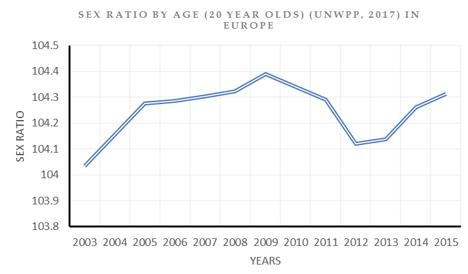 SEX RATIO BY AGE (20 YEAR OLDS) (UNWPP, 2017) IN
EUROPE
104.5
104.4
104.3
104.2
104.1
104
103.9
103.8
SEX RATIO
2003 2004 2005 2006 2007 2008 2009 2010 2011 2012 2013 2014 2015
YEARS